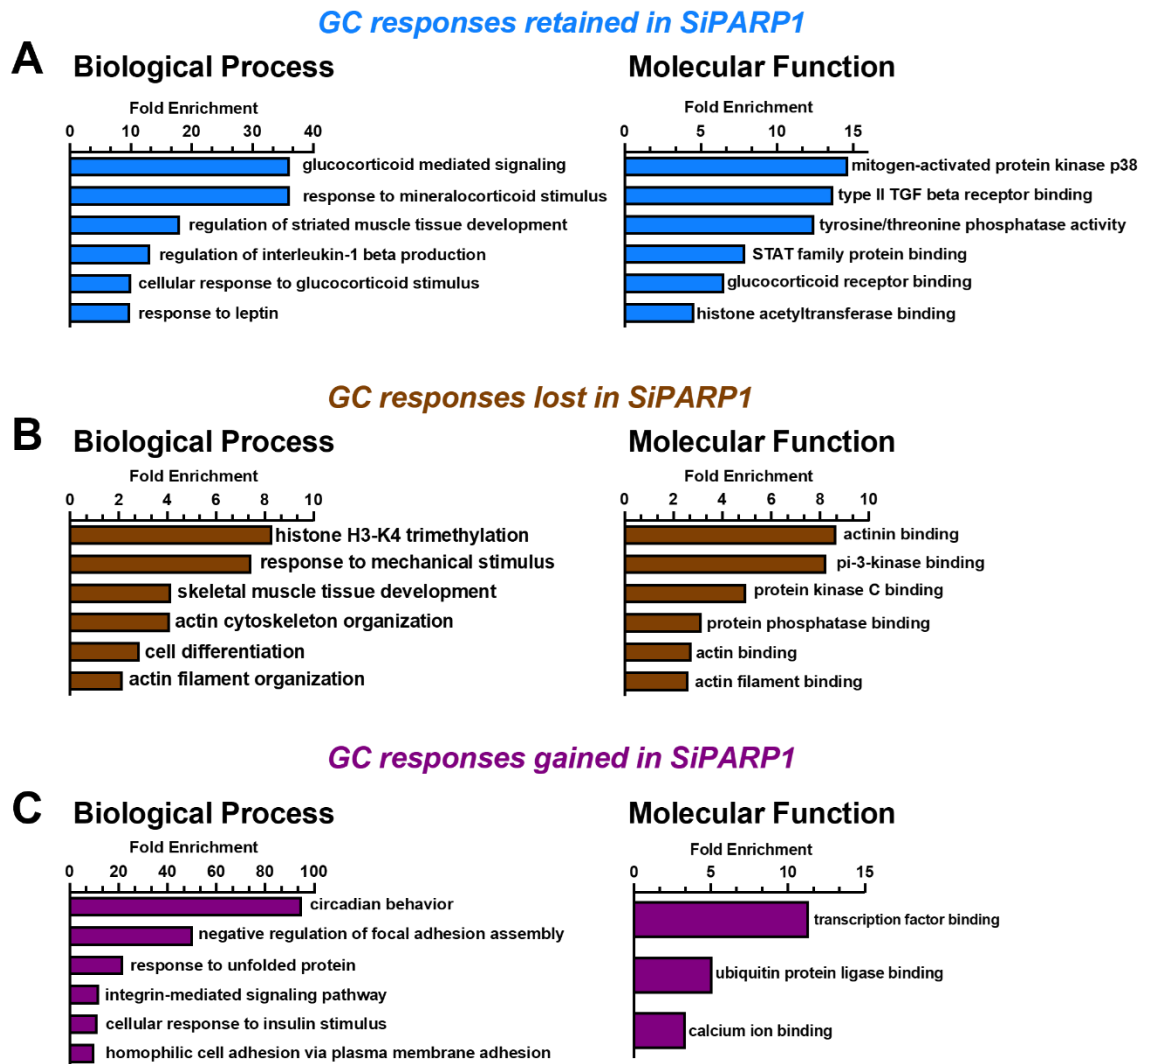 GC responses retained in SiPARP1
A
Biological Process
Fold Enrichment
0 10 20 30 40
glucocorticoid mediated signaling
response to mineralocorticoid stimulus
regulation of striated muscle tissue development
regulation of interleukin-1 beta production
cellular response to glucocorticoid stimulus
response to leptin
Molecular Function
Fold Enrichment
0 5 10 15
mitogen-activated protein kinase p38
type II TGF beta receptor binding
tyrosine/threonine phosphatase activity
STAT family protein binding
glucocorticoid receptor binding
histone acetyltransferase binding
GC responses lost in SiPARP1
B
Biological Process
Fold Enrichment
0 2 4 6 8 10
histone H3-K4 trimethylation
response to mechanical stimulus
skeletal muscle tissue development
actin cytoskeleton organization
cell differentiation
actin filament organization
Molecular Function
Fold Enrichment
0 2 4 6 8 10
actinin binding
pi-3-kinase binding
protein kinase C binding
protein phosphatase binding
actin binding
actin filament binding
GC responses gained in SiPARP1
C
Biological Process
Fold Enrichment
0 20 40 60 80 100
circadian behavior
negative regulation of focal adhesion assembly
response to unfolded protein
integrin-mediated signaling pathway
cellular response to insulin stimulus
homophilic cell adhesion via plasma membrane adhesion
Molecular Function
Fold Enrichment
0 5 10 15
transcription factor binding
ubiquitin protein ligase binding
calcium ion binding